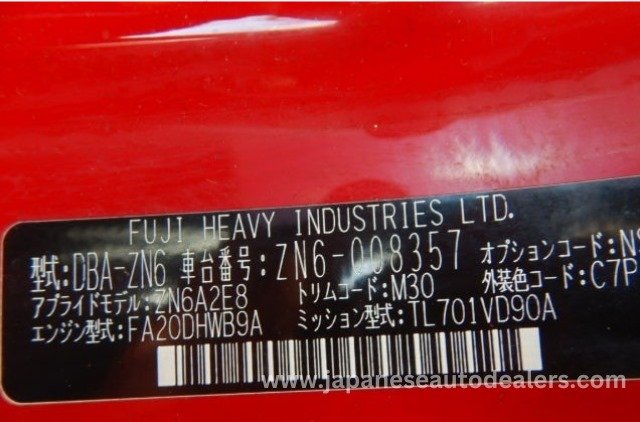 FUJI HEAVY INDUSTRIES LTD.
型式:DBA-ZN6 車台番号:ZN6-008357 オプションコード:
アプライドモデル:ZN6A2E8 トリムコード:M30 外装色コード:C7P
エンジン型式:FA20DHWB9A ミッション型式:TL701VD90A
www.japaneseautodealers.com